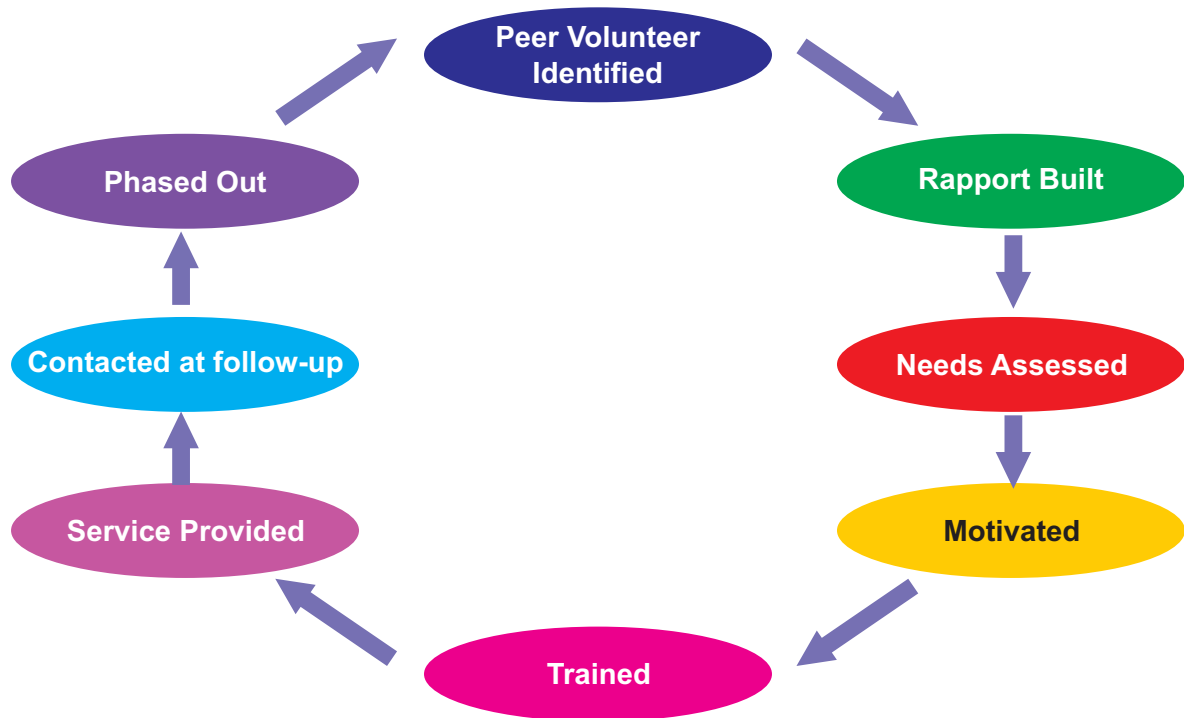 Peer Volunteer
Identified
Rapport Built
Needs Assessed
Motivated
Trained
Service Provided
Contacted at follow-up
Phased Out